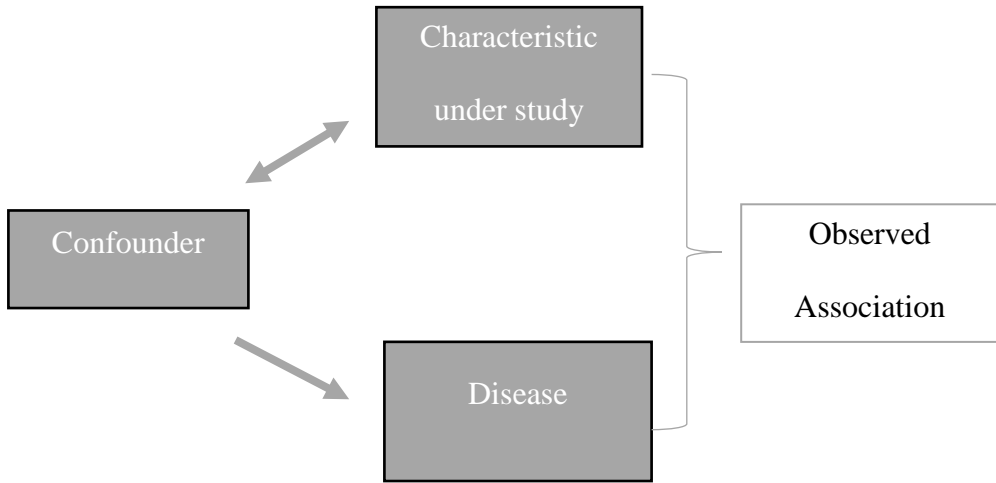 Characteristic
under study
Confounder
Observed
Association
Disease